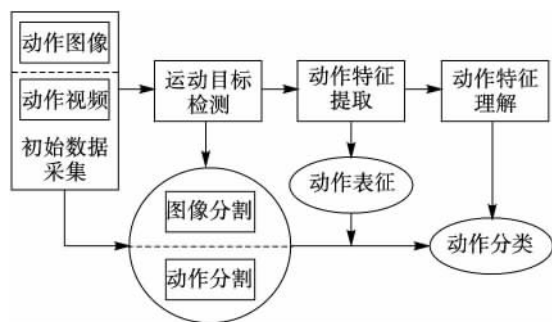 动作图像
动作视频
初始数据
采集
运动目标
检测
动作特征
提取
动作特征
理解
图像分割
动作分割
动作表征
动作分类